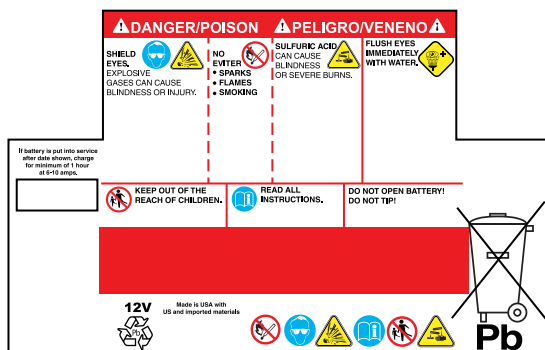 DANGER/POISON
PELIGRO/VENENO
SHIELD
EYES.
EXPLOSIVE
GASES CAN CAUSE
BLINDNESS OR INJURY.
NO
EVITER
• SPARKS
• FLAMES
• SMOKING
SULFURIC ACID
CAN CAUSE
BLINDNESS
OR SEVERE BURNS.
FLUSH EYES
IMMEDIATELY
WITH WATER.
If battery is put into service
after date shown, charge
for minimum of 1 hour
at 6-10 amps.
KEEP OUT OF THE
REACH OF CHILDREN.
READ ALL
INSTRUCTIONS.
DO NOT OPEN BATTERY!
DO NOT TIP!
12V
Pb
Made is USA with
US and imported materials
Pb